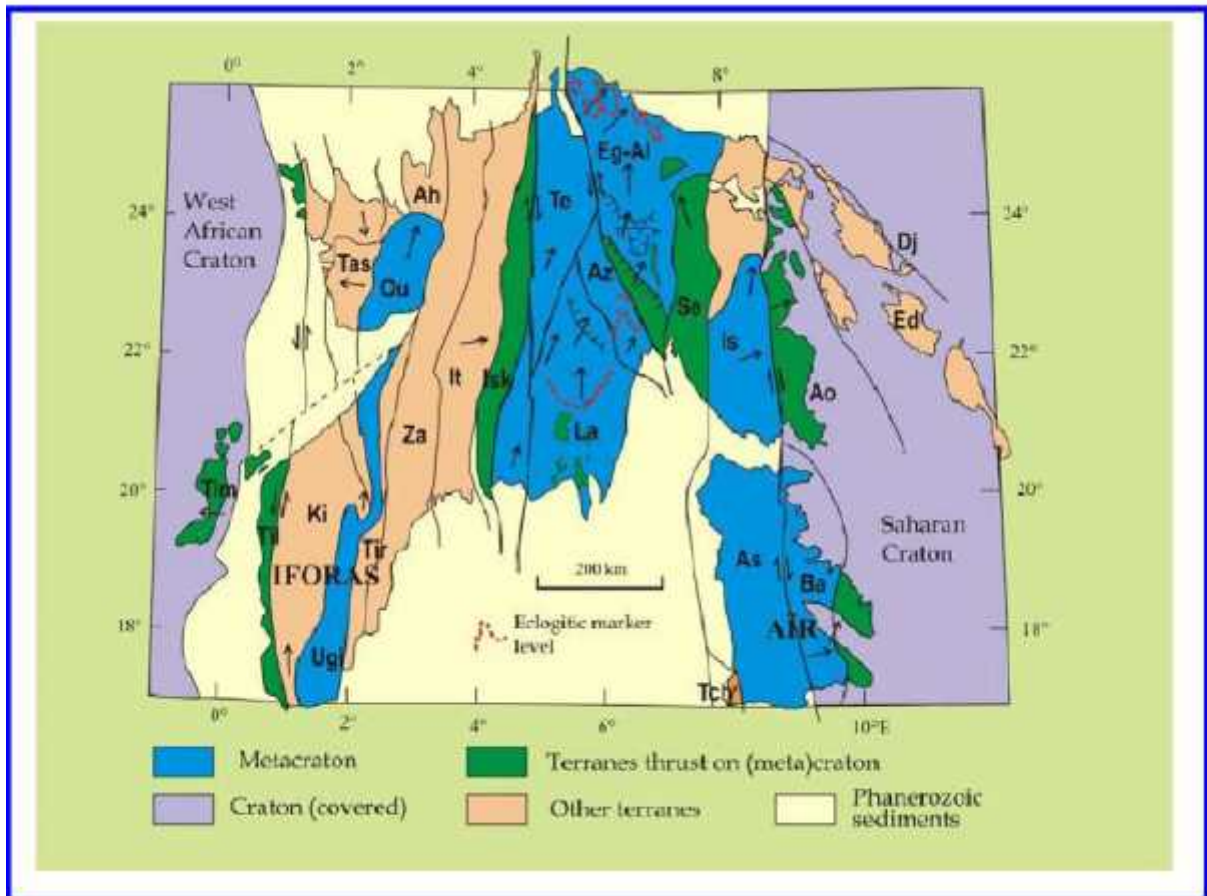 0°
2°
4°
8°
West
African
Craton
24°
22°
20°
18°
24°
22°
20°
18°
Ah
Tas
Ou
Eg-Al
Te
Az
Se
Is
Dj
Ed
Ao
It
Isk
Za
La
Tim
Til
Ki
Tir
IFORAS
Ugi
200 km
Eclogitic marker
level
As
Ba
AÏR
Tch
Saharan
Craton
0°
2°
4°
6°
10°E
Metacraton
Terranes thrust on (meta)craton
Craton (covered)
Other terranes
Phanerozoic
sediments